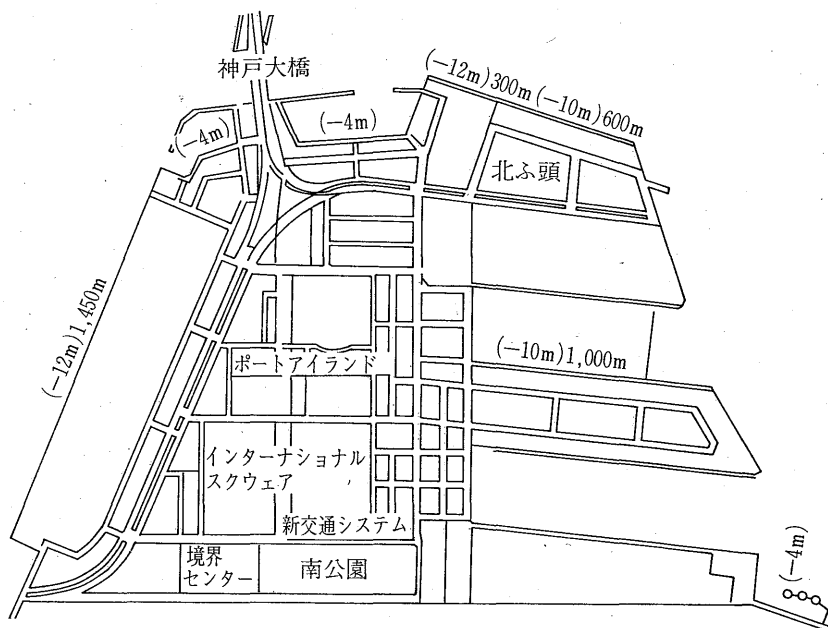 神戸大橋
(−12m)300m(−10m)600m
(−4m)
(−4m)
北ふ頭
(−12m)1,450m
(−10m)1,000m
ポートアイランド
インターナショナル
スクウェア
新交通システム
境界
センター
南公園
(−4m)